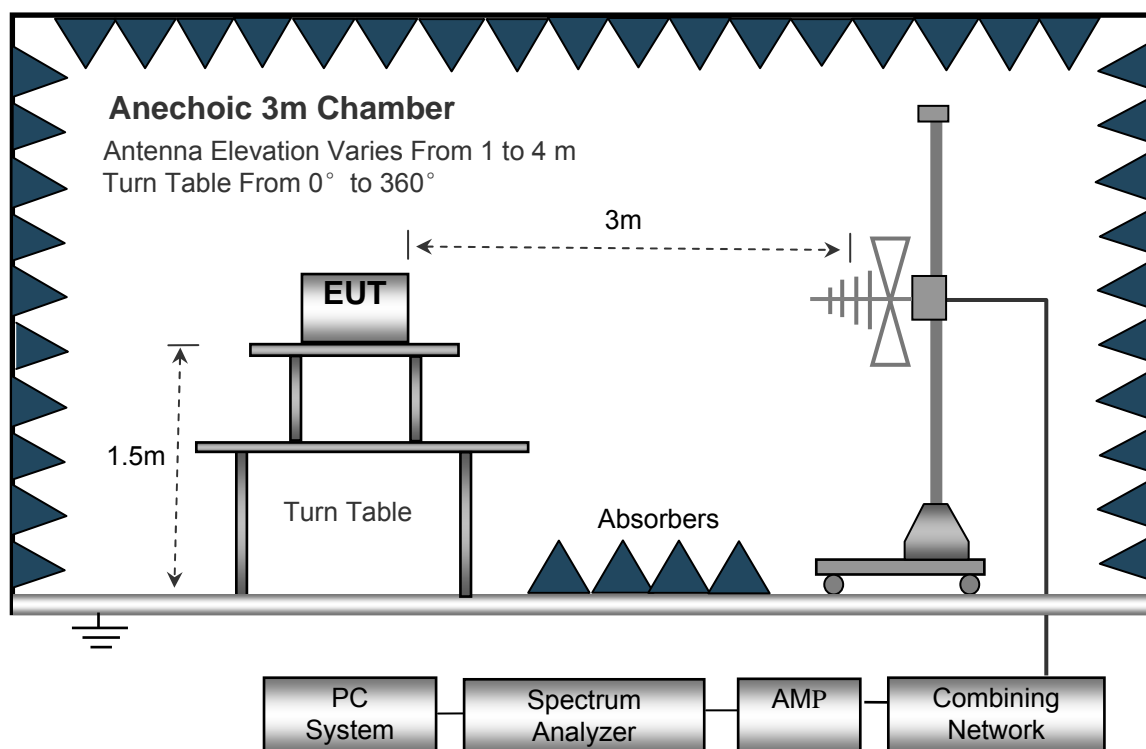 Anechoic 3m Chamber
Antenna Elevation Varies From 1 to 4 m
Turn Table From 0° to 360°
3m
EUT
1.5m
Turn Table
Absorbers
PC
System
Spectrum
Analyzer
AMP
Combining
Network